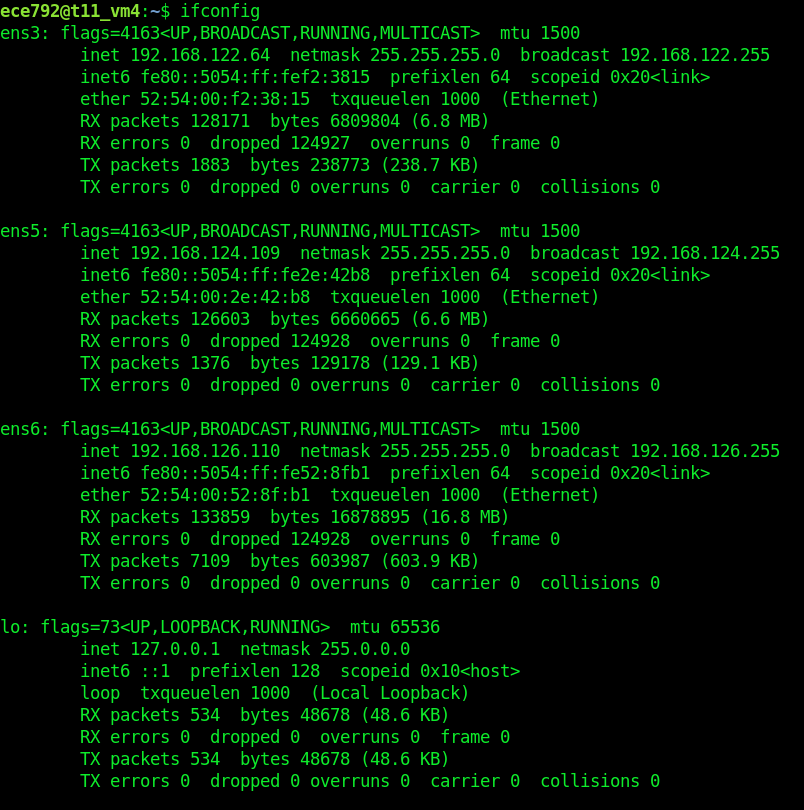 ece792@t11_vm4:~$ ifconfig
ens3: flags=4163<UP,BROADCAST,RUNNING,MULTICAST>  mtu 1500
        inet 192.168.122.64  netmask 255.255.255.0  broadcast 192.168.122.255
        inet6 fe80::5054:ff:fef2:3815  prefixlen 64  scopeid 0x20<link>
        ether 52:54:00:f2:38:15  txqueuelen 1000  (Ethernet)
        RX packets 128171  bytes 6809804 (6.8 MB)
        RX errors 0  dropped 124927  overruns 0  frame 0
        TX packets 1883  bytes 238773 (238.7 KB)
        TX errors 0  dropped 0 overruns 0  carrier 0  collisions 0

ens5: flags=4163<UP,BROADCAST,RUNNING,MULTICAST>  mtu 1500
        inet 192.168.124.109  netmask 255.255.255.0  broadcast 192.168.124.255
        inet6 fe80::5054:ff:fe2e:42b8  prefixlen 64  scopeid 0x20<link>
        ether 52:54:00:2e:42:b8  txqueuelen 1000  (Ethernet)
        RX packets 126603  bytes 6660665 (6.6 MB)
        RX errors 0  dropped 124928  overruns 0  frame 0
        TX packets 1376  bytes 129178 (129.1 KB)
        TX errors 0  dropped 0 overruns 0  carrier 0  collisions 0

ens6: flags=4163<UP,BROADCAST,RUNNING,MULTICAST>  mtu 1500
        inet 192.168.126.110  netmask 255.255.255.0  broadcast 192.168.126.255
        inet6 fe80::5054:ff:fe52:8fb1  prefixlen 64  scopeid 0x20<link>
        ether 52:54:00:52:8f:b1  txqueuelen 1000  (Ethernet)
        RX packets 133859  bytes 16878895 (16.8 MB)
        RX errors 0  dropped 124928  overruns 0  frame 0
        TX packets 7109  bytes 603987 (603.9 KB)
        TX errors 0  dropped 0 overruns 0  carrier 0  collisions 0

lo: flags=73<UP,LOOPBACK,RUNNING>  mtu 65536
        inet 127.0.0.1  netmask 255.0.0.0
        inet6 ::1  prefixlen 128  scopeid 0x10<host>
        loop  txqueuelen 1000  (Local Loopback)
        RX packets 534  bytes 48678 (48.6 KB)
        RX errors 0  dropped 0  overruns 0  frame 0
        TX packets 534  bytes 48678 (48.6 KB)
        TX errors 0  dropped 0 overruns 0  carrier 0  collisions 0